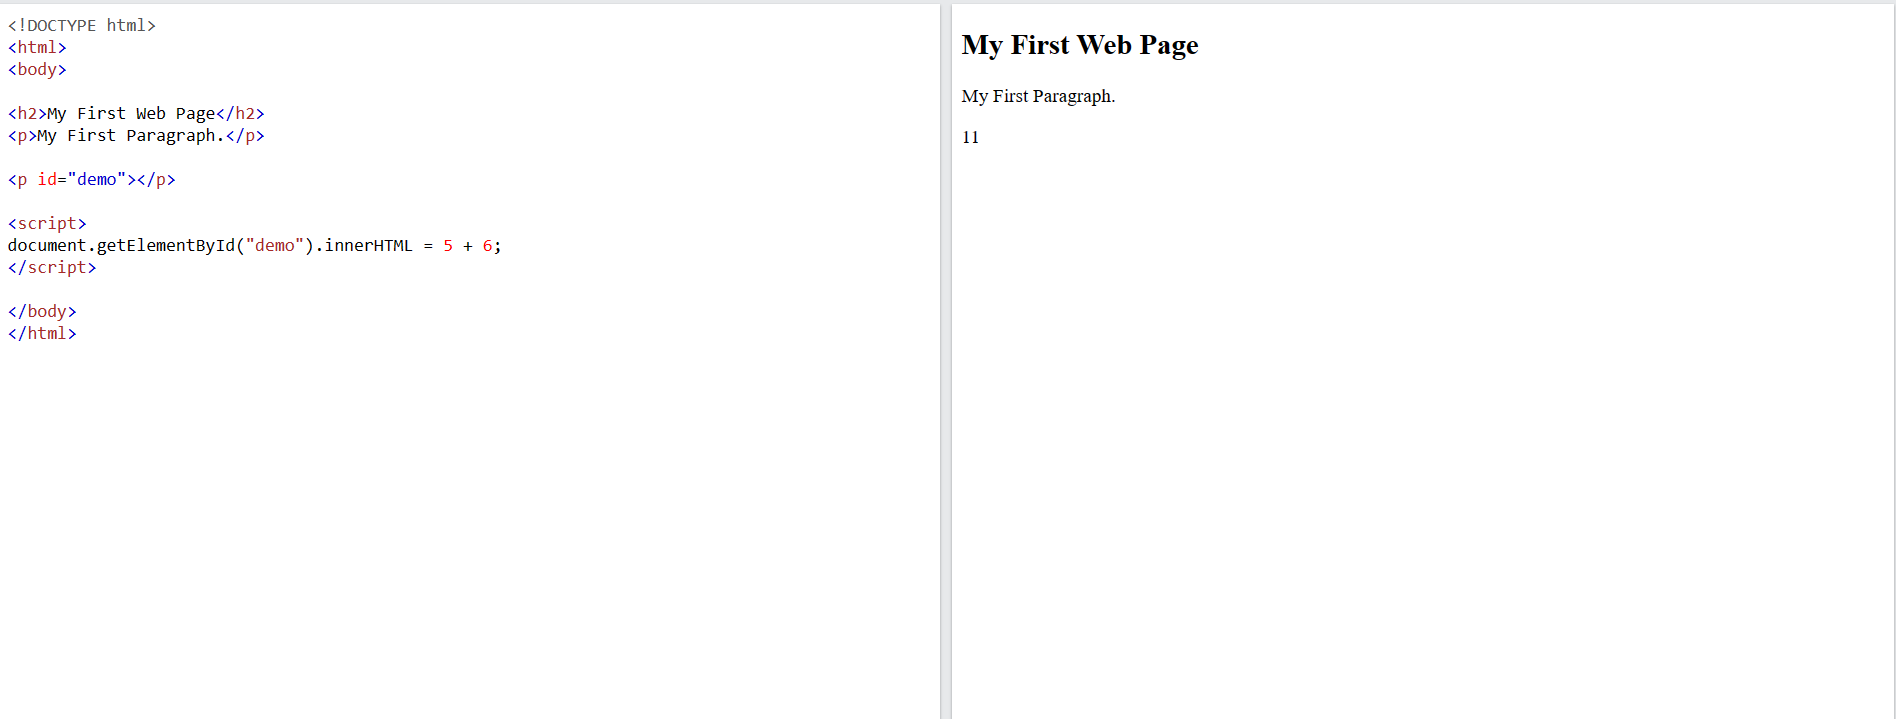 <!DOCTYPE html>
<html>
<body>
<h2>My First Web Page</h2>
<p>My First Paragraph.</p>
<p id="demo"></p>
<script>
document.getElementById("demo").innerHTML = 5 + 6;
</script>
</body>
</html>
My First Web Page
My First Paragraph.
11